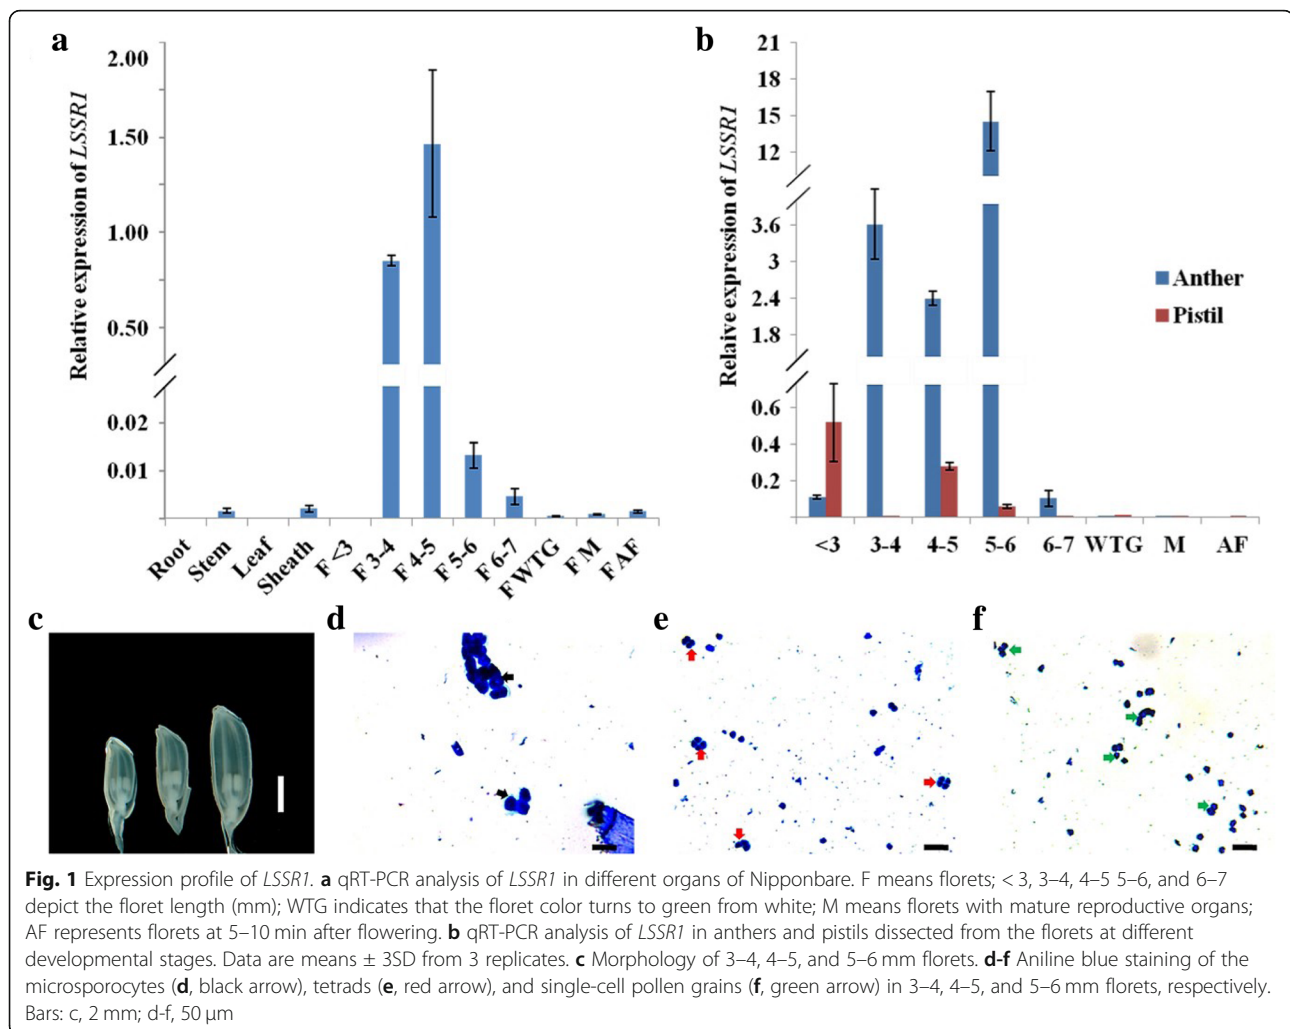 a
2.00
1.50
1.00
0.50
0.02
0.01
Relative expression of LSSR1
Root
Stem
Leaf
Sheath
F <3
F 3-4
F 4-5
F 5-6
F 6-7
F WTG
F M
F AF
b
21
18
15
12
3.6
3
2.4
1.8
0.6
0.4
0.2
Relaive expression of LSSR1
<3 3-4 4-5 5-6 6-7 WTG M AF
Anther
Pistil
c
d
e
f
Fig. 1 Expression profile of LSSR1. a qRT-PCR analysis of LSSR1 in different organs of Nipponbare. F means florets; < 3, 3–4, 4–5 5–6, and 6–7
depict the floret length (mm); WTG indicates that the floret color turns to green from white; M means florets with mature reproductive organs;
AF represents florets at 5–10 min after flowering. b qRT-PCR analysis of LSSR1 in anthers and pistils dissected from the florets at different
developmental stages. Data are means ± 3SD from 3 replicates. c Morphology of 3–4, 4–5, and 5–6 mm florets. d-f Aniline blue staining of the
microsporocytes (d, black arrow), tetrads (e, red arrow), and single-cell pollen grains (f, green arrow) in 3–4, 4–5, and 5–6 mm florets, respectively.
Bars: c, 2 mm; d-f, 50 μm